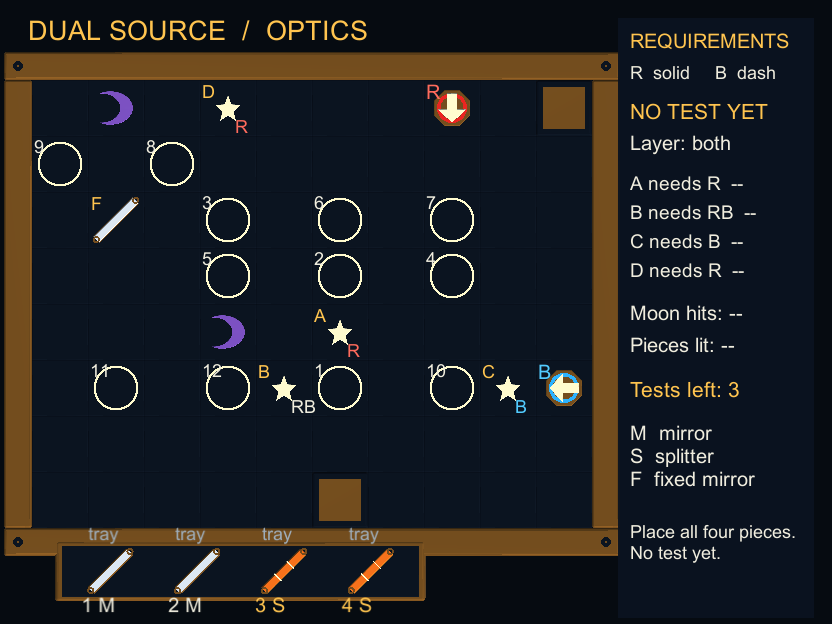 DUAL SOURCE / OPTICS
REQUIREMENTS
R solid B dash
NO TEST YET
Layer: both
A needs R --
B needs RB --
C needs B --
D needs R --
Moon hits: --
Pieces lit: --
Tests left: 3
M mirror
S splitter
F fixed mirror
Place all four pieces.
No test yet.
D
R
R
9
8
F
3
6
7
5
2
4
A
R
11
12
B
RB
1
10
C
B
B
tray tray tray tray
1 M 2 M 3 S 4 S